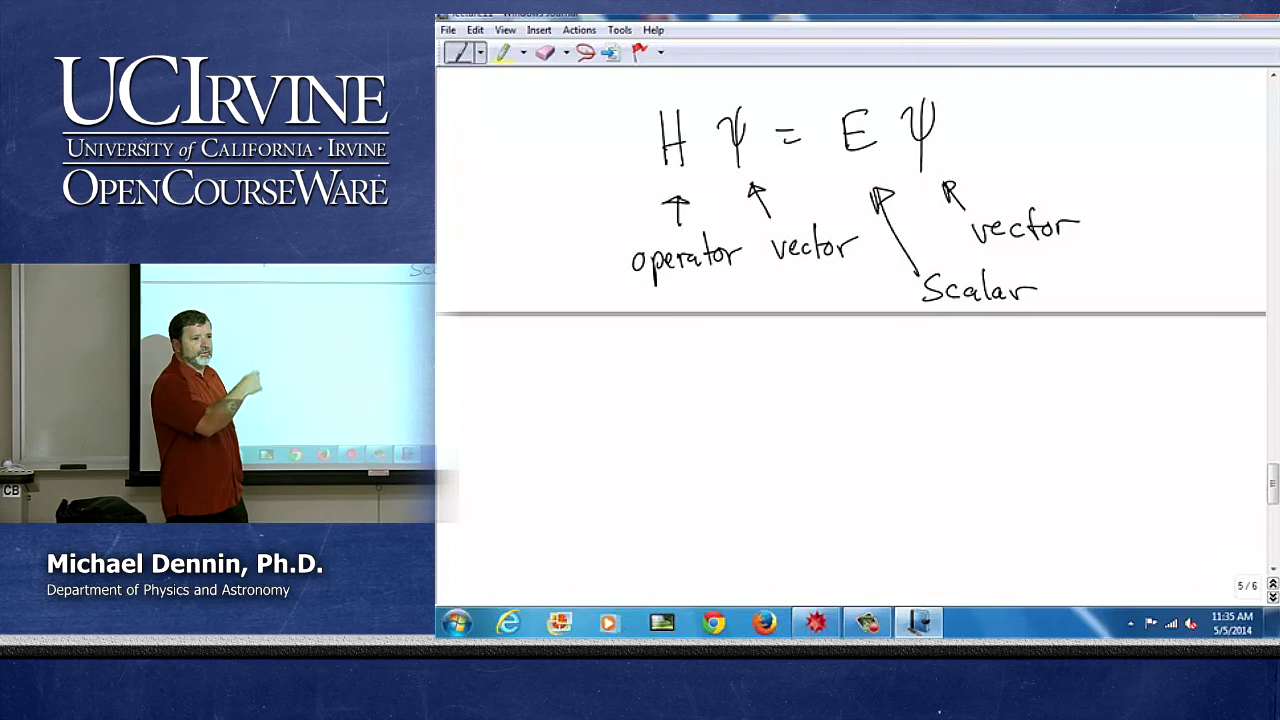 UCIRVINE
UNIVERSITY of CALIFORNIA · IRVINE
OPENCOURSEWARE
File Edit View Insert Actions Tools Help
H ψ = E ψ
operator vector vector
scalar
CB
Michael Dennin, Ph.D.
Department of Physics and Astronomy
5 / 6
11:35 AM
5/5/2014